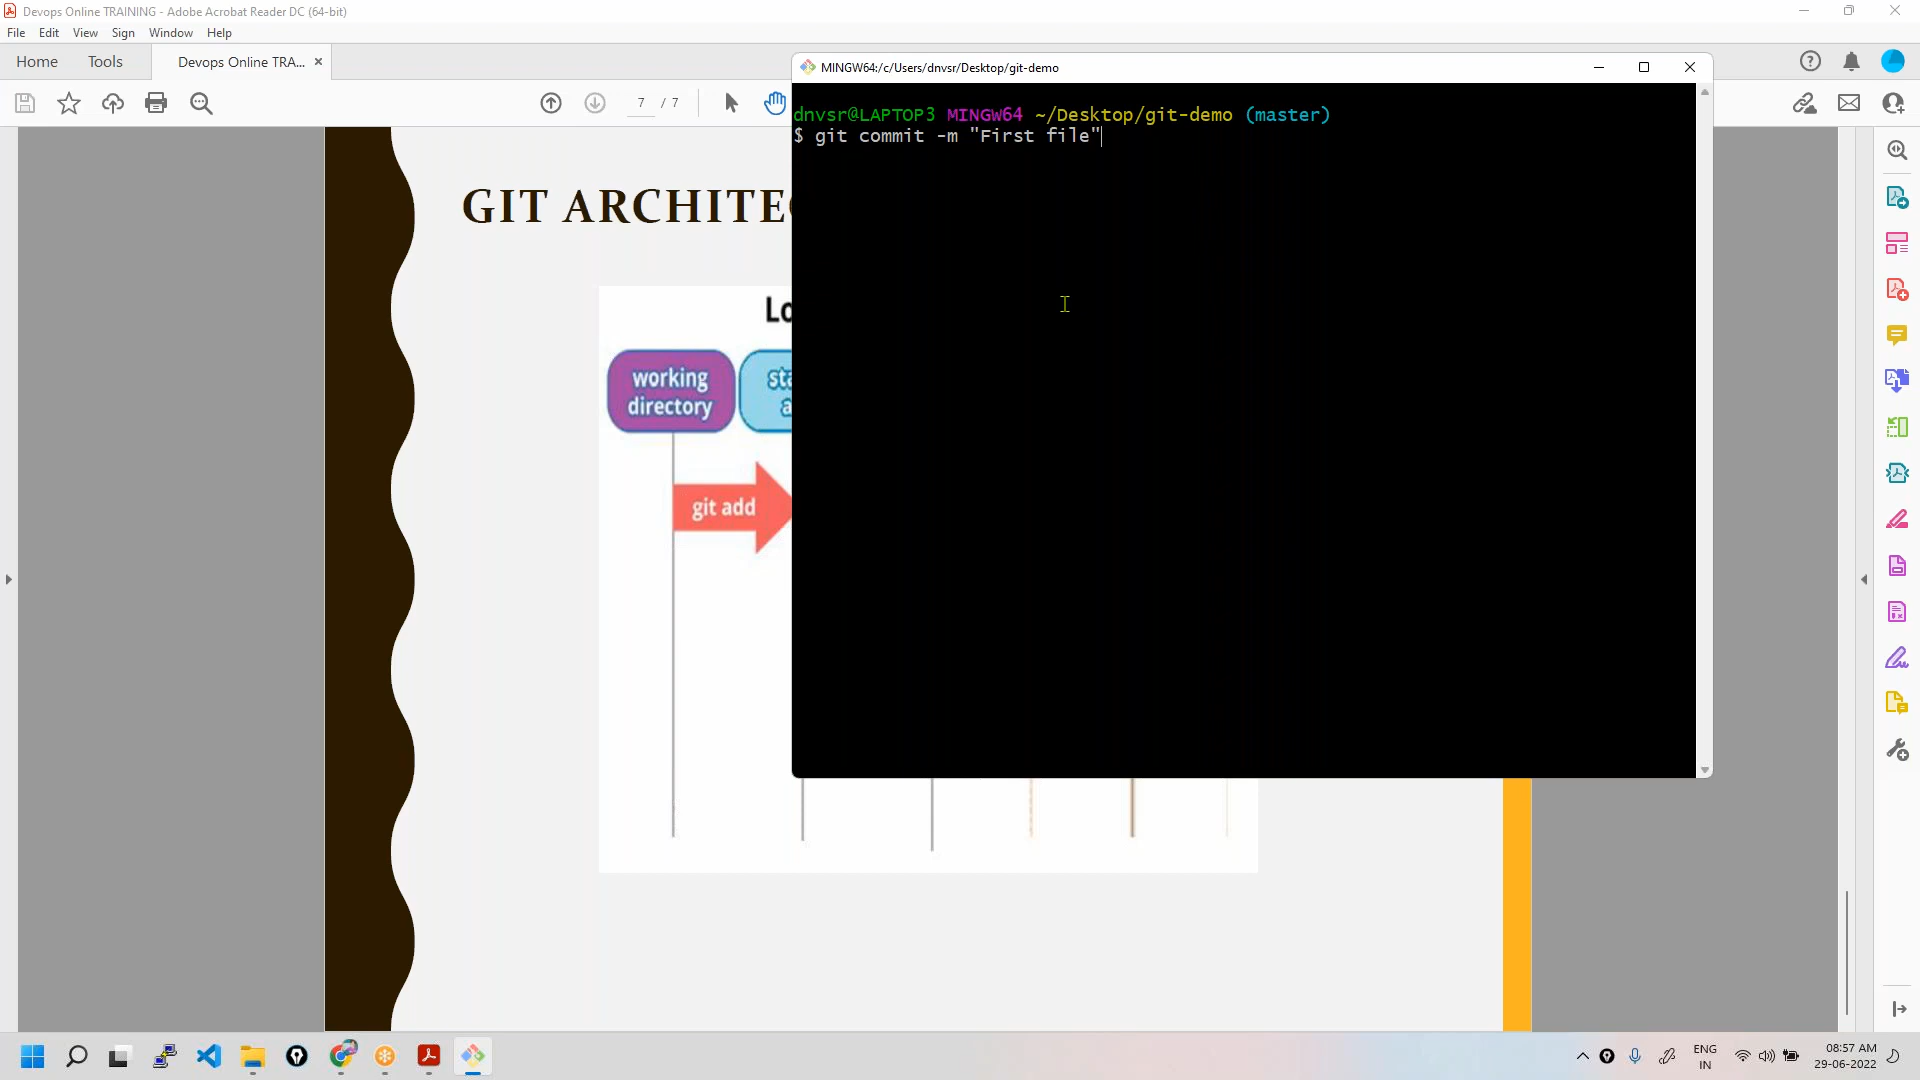 Devops Online TRAINING - Adobe Acrobat Reader DC (64-bit)
File Edit View Sign Window Help
Home Tools Devops Online TRA...
7 / 7
MINGW64:/c/Users/dnvsr/Desktop/git-demo
dnvsr@LAPTOP3 MINGW64 ~/Desktop/git-demo (master)
$ git commit -m "First file"
GIT ARCHITE
Lo
working
directory
sta
a
git add
ENG
IN
08:57 AM
29-06-2022